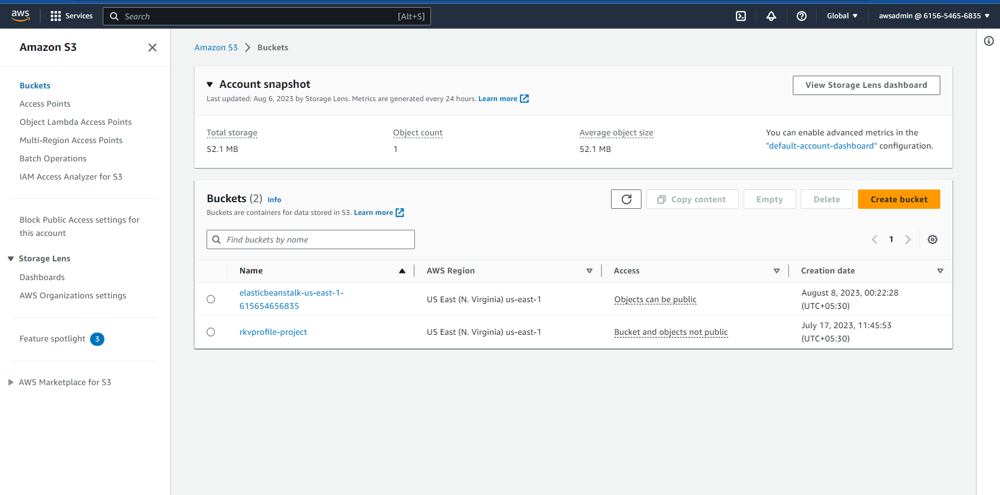 aws
Services
Search [Alt+S]
Global
awsadmin @ 6156-5465-6835
Amazon S3
Buckets
Access Points
Object Lambda Access Points
Multi-Region Access Points
Batch Operations
IAM Access Analyzer for S3
Block Public Access settings for
this account
Storage Lens
Dashboards
AWS Organizations settings
Feature spotlight 3
AWS Marketplace for S3
Amazon S3 Buckets
Account snapshot
Last updated: Aug 6, 2023 by Storage Lens. Metrics are generated every 24 hours. Learn more
View Storage Lens dashboard
Total storage
52.1 MB
Object count
1
Average object size
52.1 MB
You can enable advanced metrics in the
"default-account-dashboard" configuration.
Buckets (2) Info
Buckets are containers for data stored in S3. Learn more
Copy content
Empty
Delete
Create bucket
Find buckets by name
1
Name AWS Region Access Creation date
elasticbeanstalk-us-east-1-
615654656835
US East (N. Virginia) us-east-1
Objects can be public
August 8, 2023, 00:22:28
(UTC+05:30)
rkvprofile-project
US East (N. Virginia) us-east-1
Bucket and objects not public
July 17, 2023, 11:45:53
(UTC+05:30)